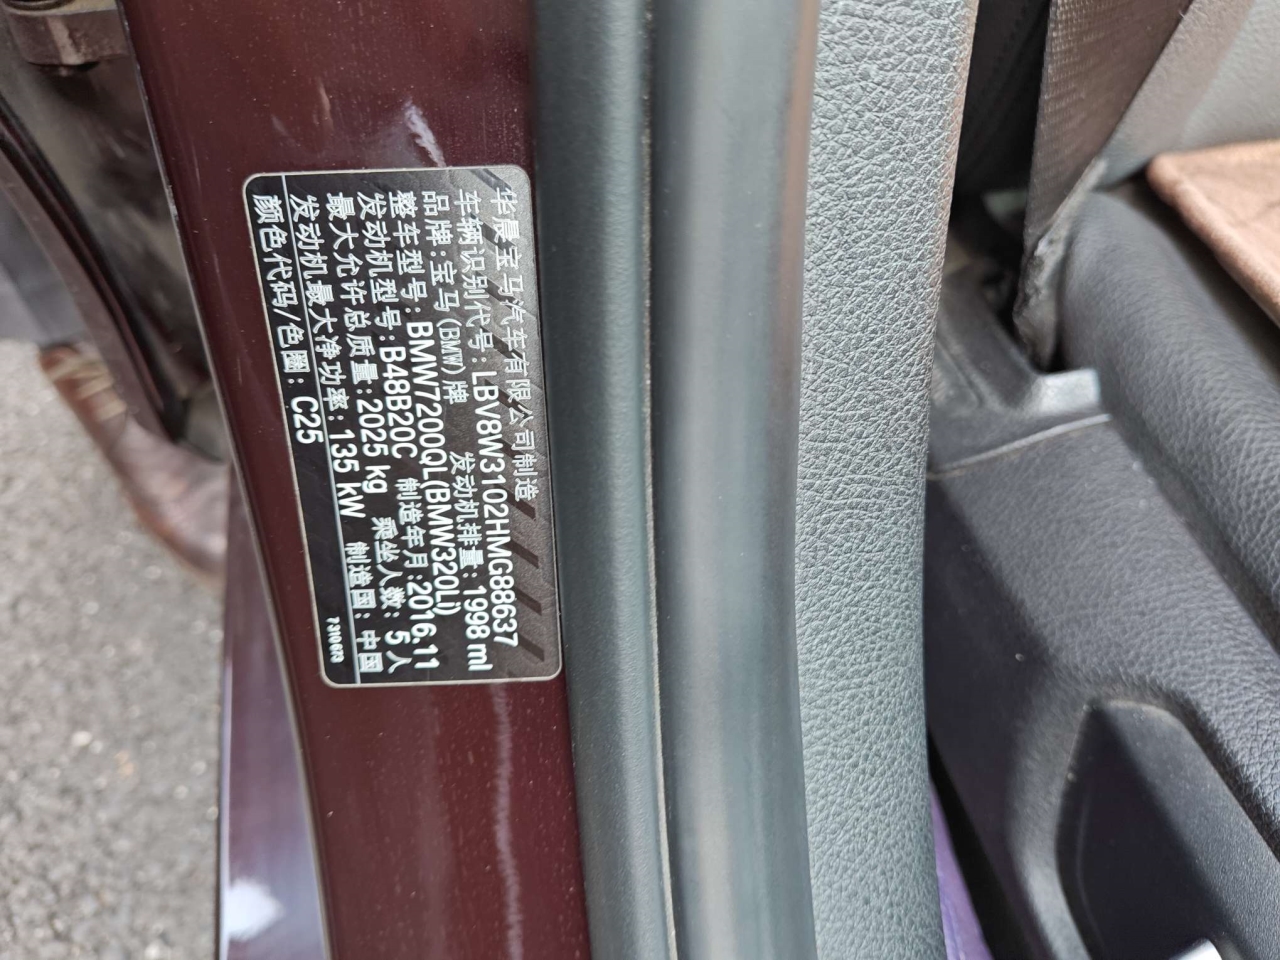 华晨宝马汽车有限公司制造
车辆识别代号：LBV8W3102HMG88637
品牌：宝马(BMW)牌 发动机排量：1998 ml
整车型号：BMW7200QL(BMW320Li)
发动机型号：B48B20C 制造年月：2016.11
最大允许总质量：2025 kg 乘坐人数：5 人
发动机最大净功率：135 kW 制造国：中国
颜色代码/色圈：C25